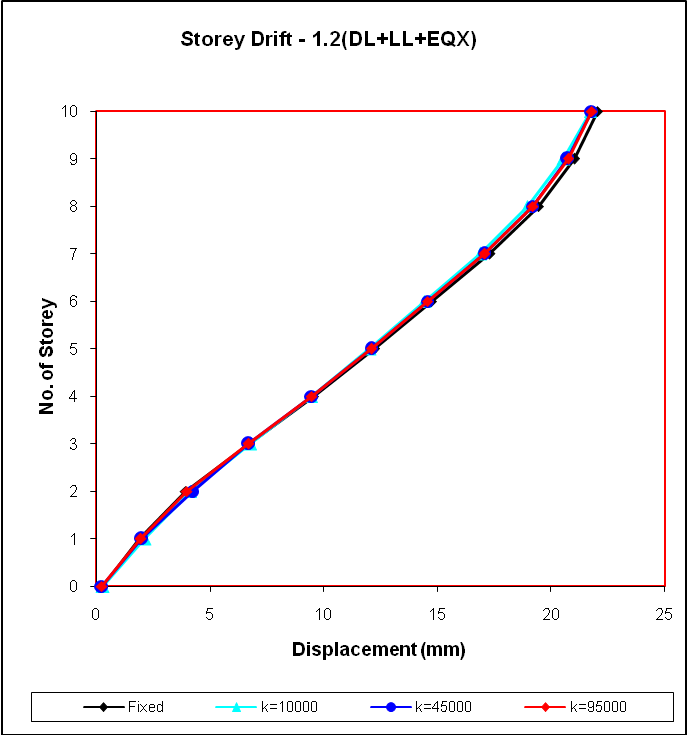 Storey Drift - 1.2(DL+LL+EQX)
10
9
8
7
6
5
4
3
2
1
0
No. of Storey
0 5 10 15 20 25
Displacement (mm)
Fixed k=10000 k=45000 k=95000